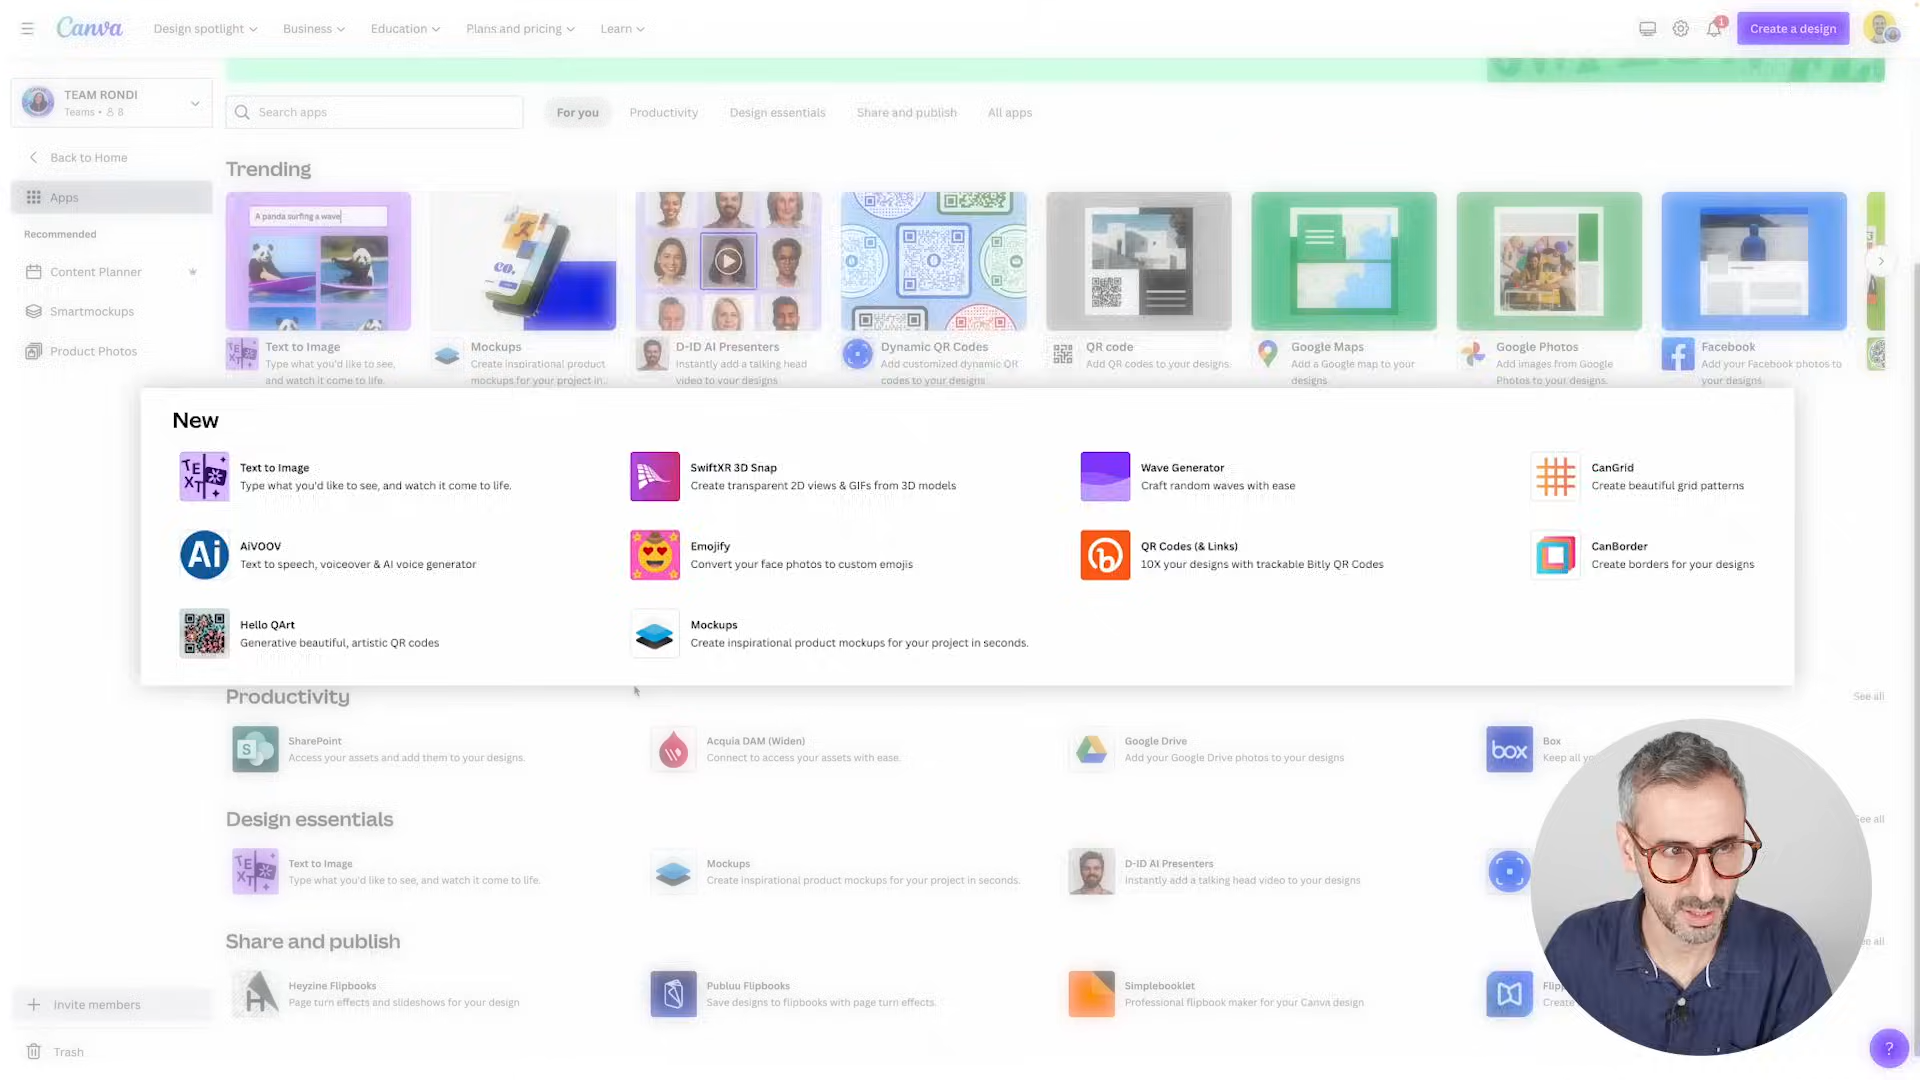 Canva
Design spotlight
Business
Education
Plans and pricing
Learn
1
Create a design
TEAM RONDI
Teams • 8
Search apps
For you
Productivity
Design essentials
Share and publish
All apps
Back to Home
Apps
Recommended
Content Planner
Smartmockups
Product Photos
Trending
A panda surfing a wave
co.
Text to Image
Type what you'd like to see,
and watch it come to life.
Mockups
Create inspirational product
mockups for your project in...
D-ID AI Presenters
Instantly add a talking head
video to your designs
Dynamic QR Codes
Add customized dynamic QR
codes to your designs
QR code
Add QR codes to your designs
Google Maps
Add a Google map to your
designs.
Google Photos
Add images from Google
Photos to your designs.
Facebook
Add your Facebook photos to
your designs.
New
TEXT
Text to Image
Type what you'd like to see, and watch it come to life.
SwiftXR 3D Snap
Create transparent 2D views & GIFs from 3D models
Wave Generator
Craft random waves with ease
CanGrid
Create beautiful grid patterns
Ai
AiVOOV
Text to speech, voiceover & AI voice generator
Emojify
Convert your face photos to custom emojis
QR Codes (& Links)
10X your designs with trackable Bitly QR Codes
CanBorder
Create borders for your designs
Hello QArt
Generative beautiful, artistic QR codes
Mockups
Create inspirational product mockups for your project in seconds.
Productivity
See all
S
SharePoint
Access your assets and add them to your designs.
Acquia DAM (Widen)
Connect to access your assets with ease.
Google Drive
Add your Google Drive photos to your designs
box
Box
Keep all yo
Design essentials
ee all
TEXT
Text to Image
Type what you'd like to see, and watch it come to life.
Mockups
Create inspirational product mockups for your project in seconds.
D-ID AI Presenters
Instantly add a talking head video to your designs
Share and publish
ee all
H
Heyzine Flipbooks
Page turn effects and slideshows for your design
Publuu Flipbooks
Save designs to flipbooks with page turn effects.
Simplebooklet
Professional flipbook maker for your Canva design
Flip
Create
Invite members
Trash
?